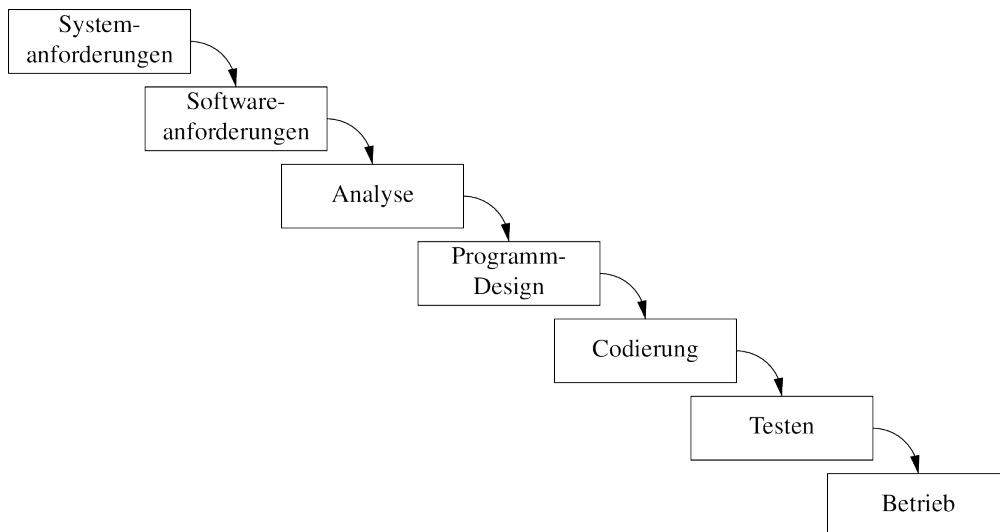 System-
anforderungen
Software-
anforderungen
Analyse
Programm-
Design
Codierung
Testen
Betrieb